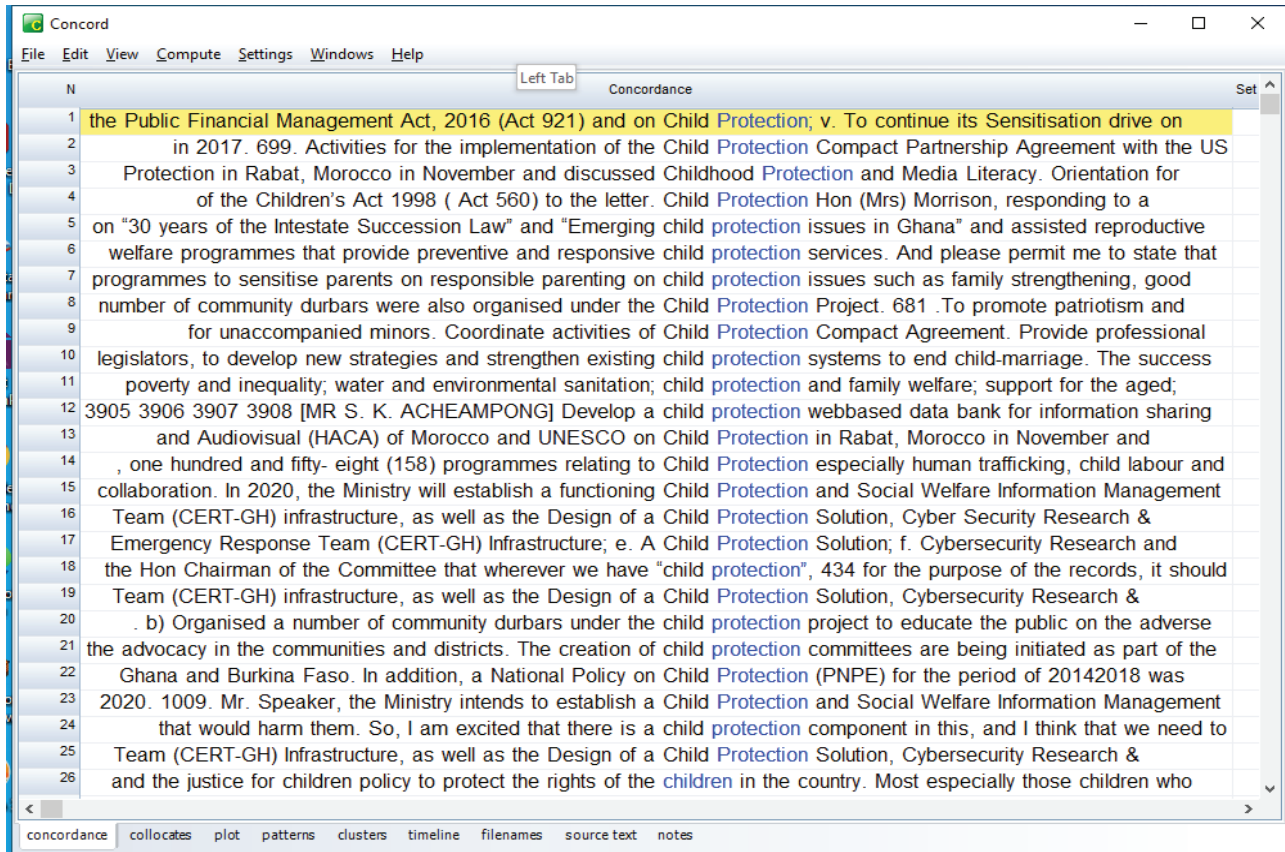 Concord
File Edit View Compute Settings Windows Help
Left Tab
N Concordance Set
1 the Public Financial Management Act, 2016 (Act 921) and on Child Protection; v. To continue its Sensitisation drive on
2 in 2017. 699. Activities for the implementation of the Child Protection Compact Partnership Agreement with the US
3 Protection in Rabat, Morocco in November and discussed Childhood Protection and Media Literacy. Orientation for
4 of the Children's Act 1998 ( Act 560) to the letter. Child Protection Hon (Mrs) Morrison, responding to a
5 on “30 years of the Intestate Succession Law” and “Emerging child protection issues in Ghana” and assisted reproductive
6 welfare programmes that provide preventive and responsive child protection services. And please permit me to state that
7 programmes to sensitise parents on responsible parenting on child protection issues such as family strengthening, good
8 number of community durbars were also organised under the Child Protection Project. 681 .To promote patriotism and
9 for unaccompanied minors. Coordinate activities of Child Protection Compact Agreement. Provide professional
10 legislators, to develop new strategies and strengthen existing child protection systems to end child-marriage. The success
11 poverty and inequality; water and environmental sanitation; child protection and family welfare; support for the aged;
12 3905 3906 3907 3908 [MR S. K. ACHEAMPONG] Develop a child protection webbased data bank for information sharing
13 and Audiovisual (HACA) of Morocco and UNESCO on Child Protection in Rabat, Morocco in November and
14 , one hundred and fifty- eight (158) programmes relating to Child Protection especially human trafficking, child labour and
15 collaboration. In 2020, the Ministry will establish a functioning Child Protection and Social Welfare Information Management
16 Team (CERT-GH) infrastructure, as well as the Design of a Child Protection Solution, Cyber Security Research &
17 Emergency Response Team (CERT-GH) Infrastructure; e. A Child Protection Solution; f. Cybersecurity Research and
18 the Hon Chairman of the Committee that wherever we have “child protection”, 434 for the purpose of the records, it should
19 Team (CERT-GH) infrastructure, as well as the Design of a Child Protection Solution, Cybersecurity Research &
20 . b) Organised a number of community durbars under the child protection project to educate the public on the adverse
21 the advocacy in the communities and districts. The creation of child protection committees are being initiated as part of the
22 Ghana and Burkina Faso. In addition, a National Policy on Child Protection (PNPE) for the period of 20142018 was
23 2020. 1009. Mr. Speaker, the Ministry intends to establish a Child Protection and Social Welfare Information Management
24 that would harm them. So, I am excited that there is a child protection component in this, and I think that we need to
25 Team (CERT-GH) Infrastructure, as well as the Design of a Child Protection Solution, Cybersecurity Research &
26 and the justice for children policy to protect the rights of the children in the country. Most especially those children who
concordance collocates plot patterns clusters timeline filenames source text notes